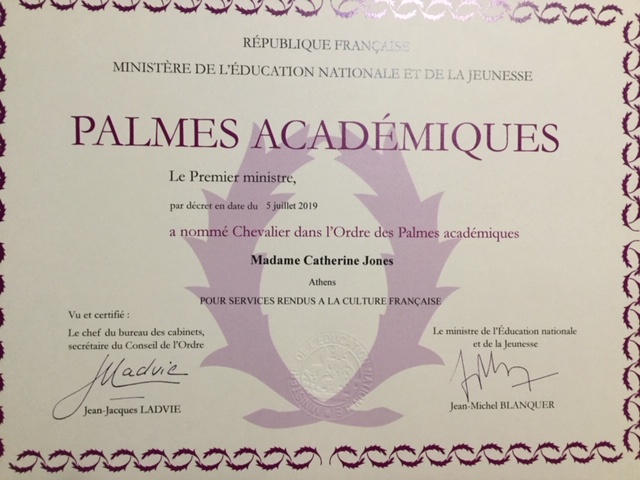 RÉPUBLIQUE FRANÇAISE
MINISTÈRE DE L'ÉDUCATION NATIONALE ET DE LA JEUNESSE
PALMES ACADÉMIQUES
Le Premier ministre,
par décret en date du 5 juillet 2019
a nommé Chevalier dans l'Ordre des Palmes académiques
Madame Catherine Jones
Athens
POUR SERVICES RENDUS A LA CULTURE FRANÇAISE
Vu et certifié :
Le chef du bureau des cabinets,
secrétaire du Conseil de l'Ordre
JMadvie
Jean-Jacques LADVIE
Le ministre de l'Éducation nationale
et de la Jeunesse
Jean-Michel BLANQUER